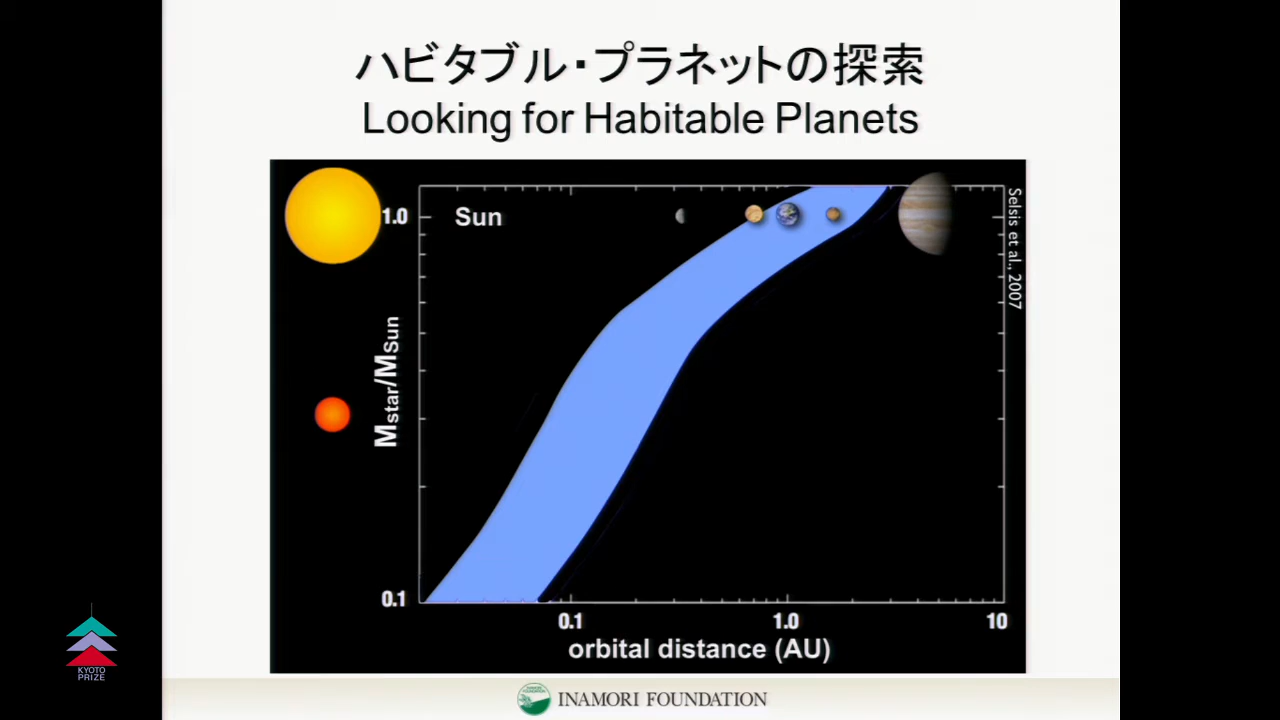 ハビタブル・プラネットの探索
Looking for Habitable Planets
1.0
Sun
Selsis et al., 2007
Mstar/MSun
0.1
0.1
1.0
10
orbital distance (AU)
KYOTO
PRIZE
INAMORI FOUNDATION